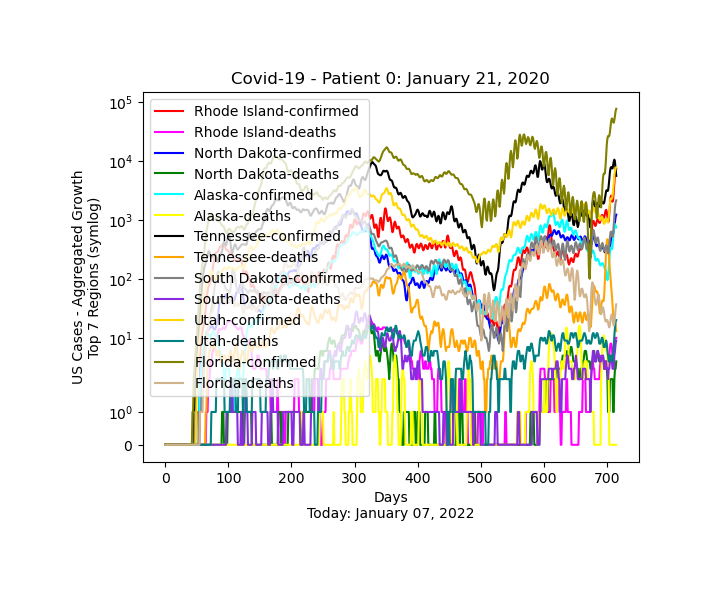 Covid-19 - Patient 0: January 21, 2020
US Cases - Aggregated Growth
Top 7 Regions (symlog)
10^5
10^4
10^3
10^2
10^1
10^0
0
Rhode Island-confirmed
Rhode Island-deaths
North Dakota-confirmed
North Dakota-deaths
Alaska-confirmed
Alaska-deaths
Tennessee-confirmed
Tennessee-deaths
South Dakota-confirmed
South Dakota-deaths
Utah-confirmed
Utah-deaths
Florida-confirmed
Florida-deaths
0 100 200 300 400 500 600 700
Days
Today: January 07, 2022